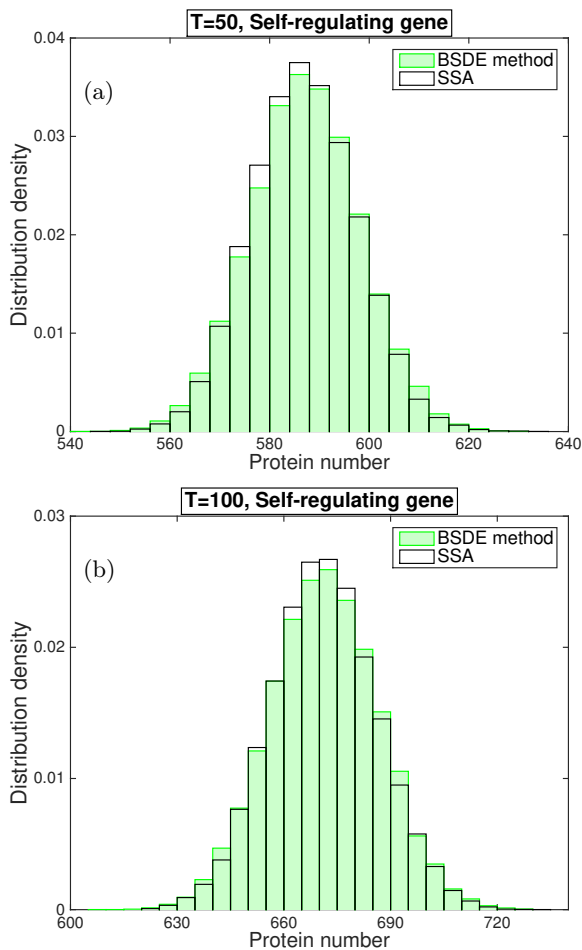 T=50, Self-regulating gene
0.04
BSDE method
SSA
(a)
0.03
Distribution density
0.02
0.01
0
540 560 580 600 620 640
Protein number
T=100, Self-regulating gene
0.03
BSDE method
SSA
(b)
0.02
Distribution density
0.01
0
600 630 660 690 720
Protein number